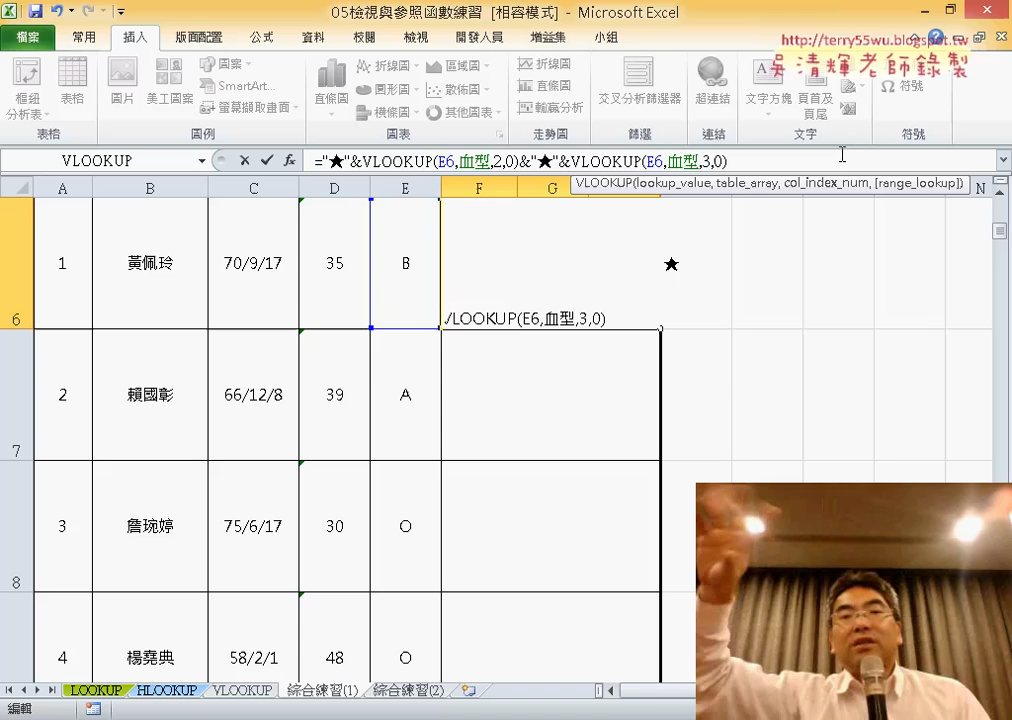 05檢視與參照函數練習 [相容模式] - Microsoft Excel
檔案 常用 插入 版面配置 公式 資料 校閱 檢視 開發人員 增益集 小組
http://terry55wu.blogspot.tw
吳清輝老師錄製
樞紐分析表 表格 圖片 美工圖案 圖案 SmartArt... 螢幕擷取畫面 直條圖 折線圖 圓形圖 橫條圖 區域圖 散佈圖 其他圖表 折線圖 直條圖 輸贏分析 交叉分析篩選器 超連結 文字方塊 頁首及頁尾 Ω 符號
表格 圖例 圖表 走勢圖 篩選 連結 文字 符號
VLOOKUP fx ="★"&VLOOKUP(E6,血型,2,0)&"★"&VLOOKUP(E6,血型,3,0)
VLOOKUP(lookup_value, table_array, col_index_num, [range_lookup])
A B C D E F G N
6 1 黃佩玲 70/9/17 35 B ★
VLOOKUP(E6,血型,3,0)
7 2 賴國彰 66/12/8 39 A
8 3 詹琬婷 75/6/17 30 O
4 楊堯典 58/2/1 48 O
LOOKUP HLOOKUP VLOOKUP 綜合練習(1) 綜合練習(2)
編輯